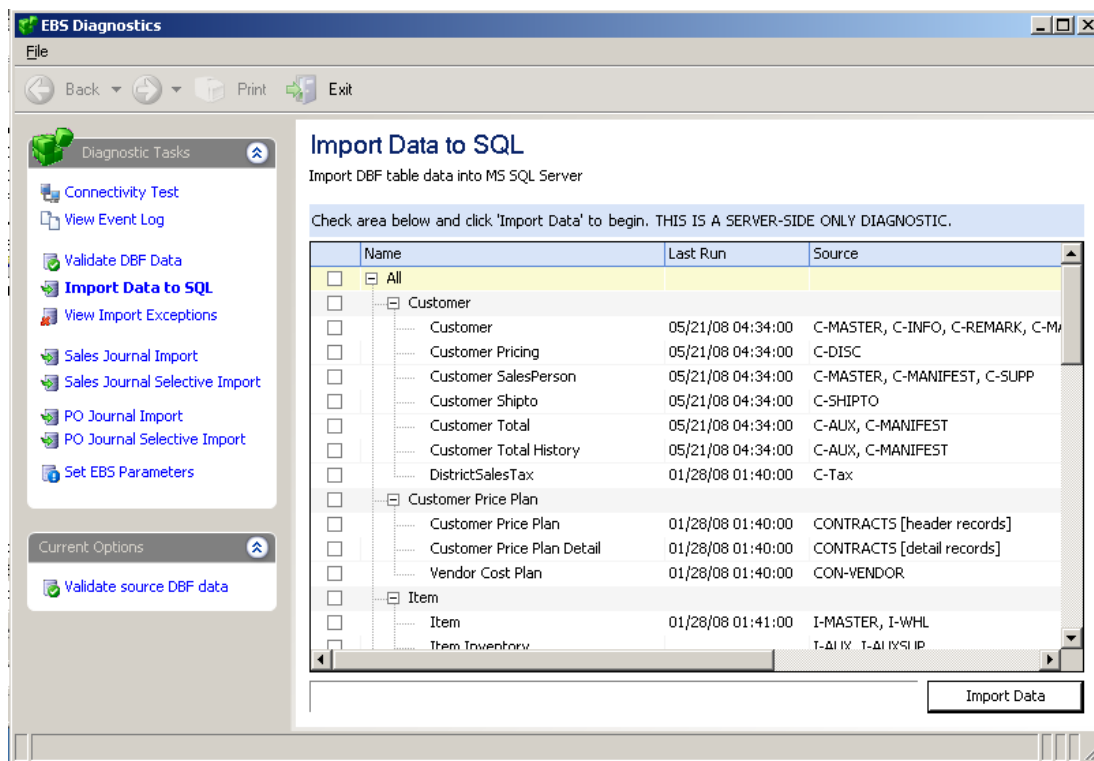 EBS Diagnostics
File
Back Print Exit
Diagnostic Tasks
Connectivity Test
View Event Log
Validate DBF Data
Import Data to SQL
View Import Exceptions
Sales Journal Import
Sales Journal Selective Import
PO Journal Import
PO Journal Selective Import
Set EBS Parameters
Current Options
Validate source DBF data
Import Data to SQL
Import DBF table data into MS SQL Server
Check area below and click 'Import Data' to begin. THIS IS A SERVER-SIDE ONLY DIAGNOSTIC.
Name Last Run Source
All
Customer
Customer 05/21/08 04:34:00 C-MASTER, C-INFO, C-REMARK, C-MA
Customer Pricing 05/21/08 04:34:00 C-DISC
Customer SalesPerson 05/21/08 04:34:00 C-MASTER, C-MANIFEST, C-SUPP
Customer Shipto 05/21/08 04:34:00 C-SHIPTO
Customer Total 05/21/08 04:34:00 C-AUX, C-MANIFEST
Customer Total History 05/21/08 04:34:00 C-AUX, C-MANIFEST
DistrictSalesTax 01/28/08 01:40:00 C-Tax
Customer Price Plan
Customer Price Plan 01/28/08 01:40:00 CONTRACTS [header records]
Customer Price Plan Detail 01/28/08 01:40:00 CONTRACTS [detail records]
Vendor Cost Plan 01/28/08 01:40:00 CON-VENDOR
Item
Item 01/28/08 01:41:00 I-MASTER, I-WHL
Item Inventory I-AUX, I-AUXSUP
Import Data